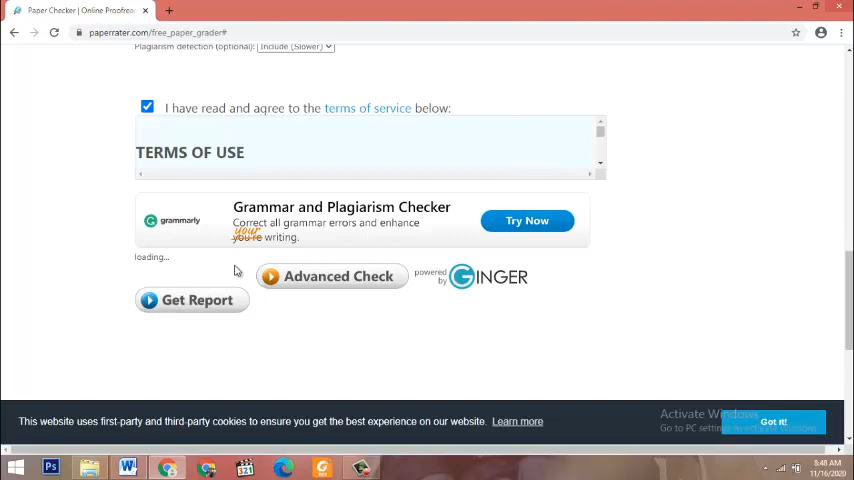 Paper Checker | Online Proofread
paperrater.com/free_paper_grader#
Plagiarism detection (optional): Include (Slower)
I have read and agree to the terms of service below:
TERMS OF USE
grammarly
Grammar and Plagiarism Checker
Correct all grammar errors and enhance
your
you're writing.
Try Now
loading...
Advanced Check
powered
by
GINGER
Get Report
This website uses first-party and third-party cookies to ensure you get the best experience on our website. Learn more
Got it!
Activate Windows
Go to PC settings to activate Windows.
Ps
W
321
5:48 AM
11/16/2020